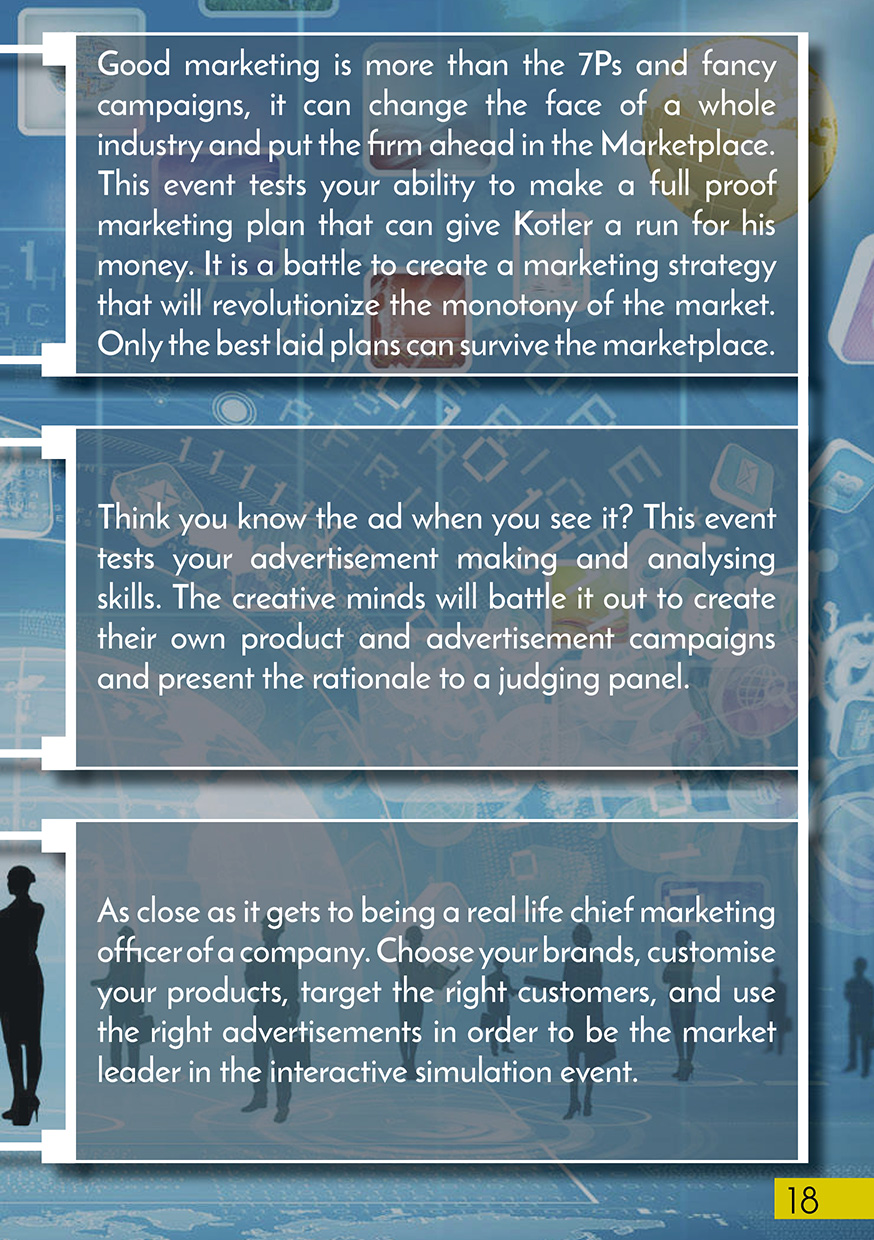 Good marketing is more than the 7Ps and fancy
campaigns, it can change the face of a whole
industry and put the firm ahead in the Marketplace.
This event tests your ability to make a full proof
marketing plan that can give Kotler a run for his
money. It is a battle to create a marketing strategy
that will revolutionize the monotony of the market.
Only the best laid plans can survive the marketplace.
Think you know the ad when you see it? This event
tests your advertisement making and analysing
skills. The creative minds will battle it out to create
their own product and advertisement campaigns
and present the rationale to a judging panel.
As close as it gets to being a real life chief marketing
officer of a company. Choose your brands, customise
your products, target the right customers, and use
the right advertisements in order to be the market
leader in the interactive simulation event.
18